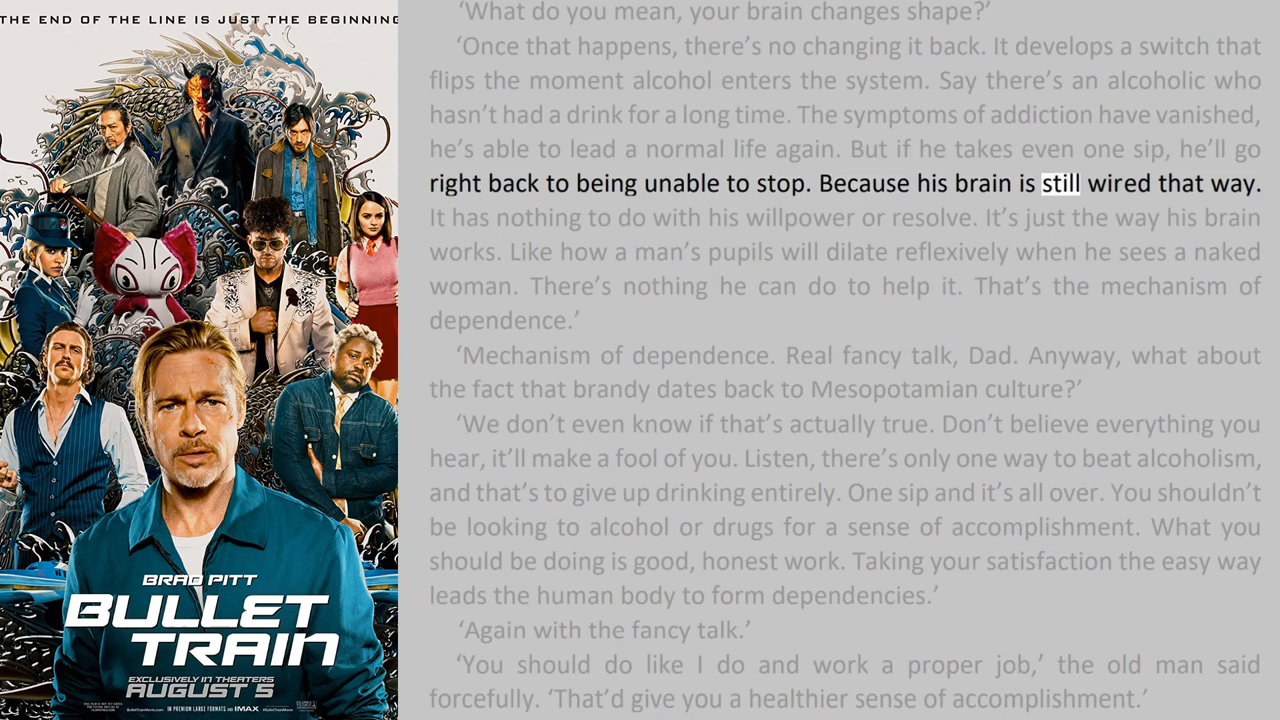 THE END OF THE LINE IS JUST THE BEGINNING
BRAD PITT
BULLET
TRAIN
EXCLUSIVELY IN THEATERS
AUGUST 5
BulletTrainMovie.com
IN PREMIUM LARGE FORMATS AND IMAX
#BulletTrainMovie
‘What do you mean, your brain changes shape?’
‘Once that happens, there’s no changing it back. It develops a switch that
flips the moment alcohol enters the system. Say there’s an alcoholic who
hasn’t had a drink for a long time. The symptoms of addiction have vanished,
he’s able to lead a normal life again. But if he takes even one sip, he’ll go
right back to being unable to stop. Because his brain is still wired that way.
It has nothing to do with his willpower or resolve. It’s just the way his brain
works. Like how a man’s pupils will dilate reflexively when he sees a naked
woman. There’s nothing he can do to help it. That’s the mechanism of
dependence.’
‘Mechanism of dependence. Real fancy talk, Dad. Anyway, what about
the fact that brandy dates back to Mesopotamian culture?’
‘We don’t even know if that’s actually true. Don’t believe everything you
hear, it’ll make a fool of you. Listen, there’s only one way to beat alcoholism,
and that’s to give up drinking entirely. One sip and it’s all over. You shouldn’t
be looking to alcohol or drugs for a sense of accomplishment. What you
should be doing is good, honest work. Taking your satisfaction the easy way
leads the human body to form dependencies.’
‘Again with the fancy talk.’
‘You should do like I do and work a proper job,’ the old man said
forcefully. ‘That’d give you a healthy sense of accomplishment.’